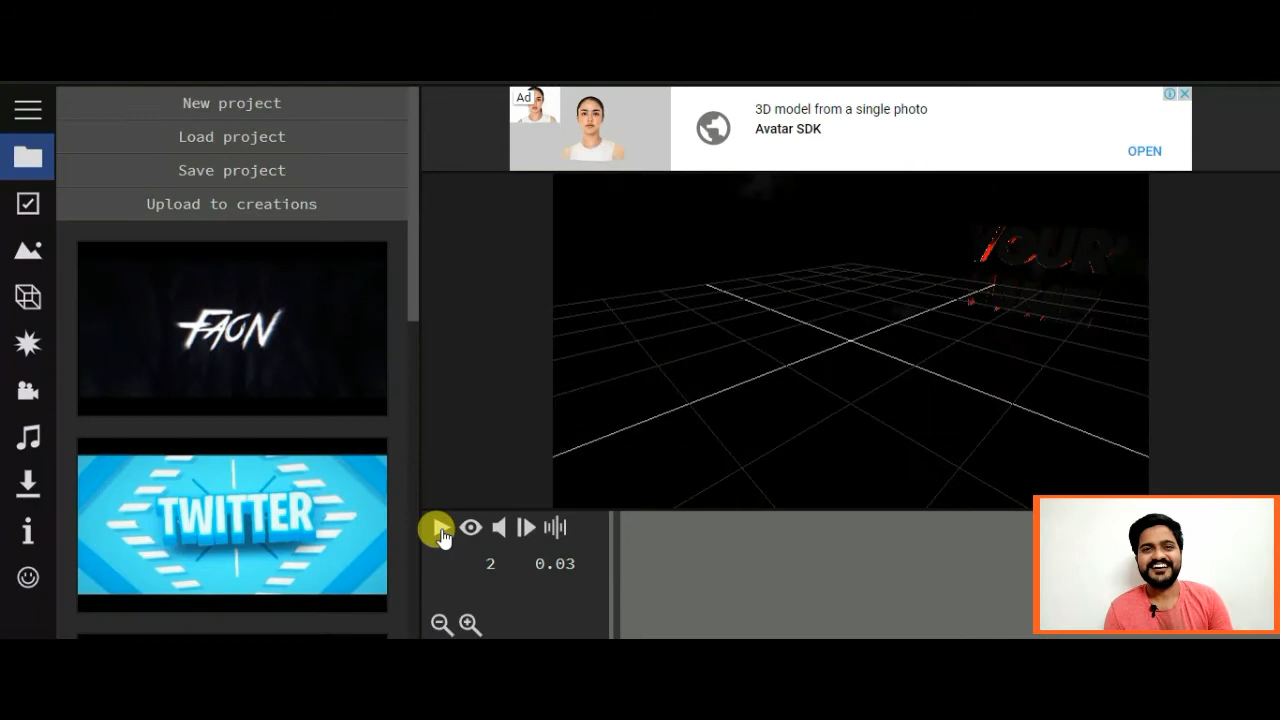 New project
Load project
Save project
Upload to creations
FAON
TWITTER
Ad
3D model from a single photo
Avatar SDK
OPEN
YOUR
2 0.03